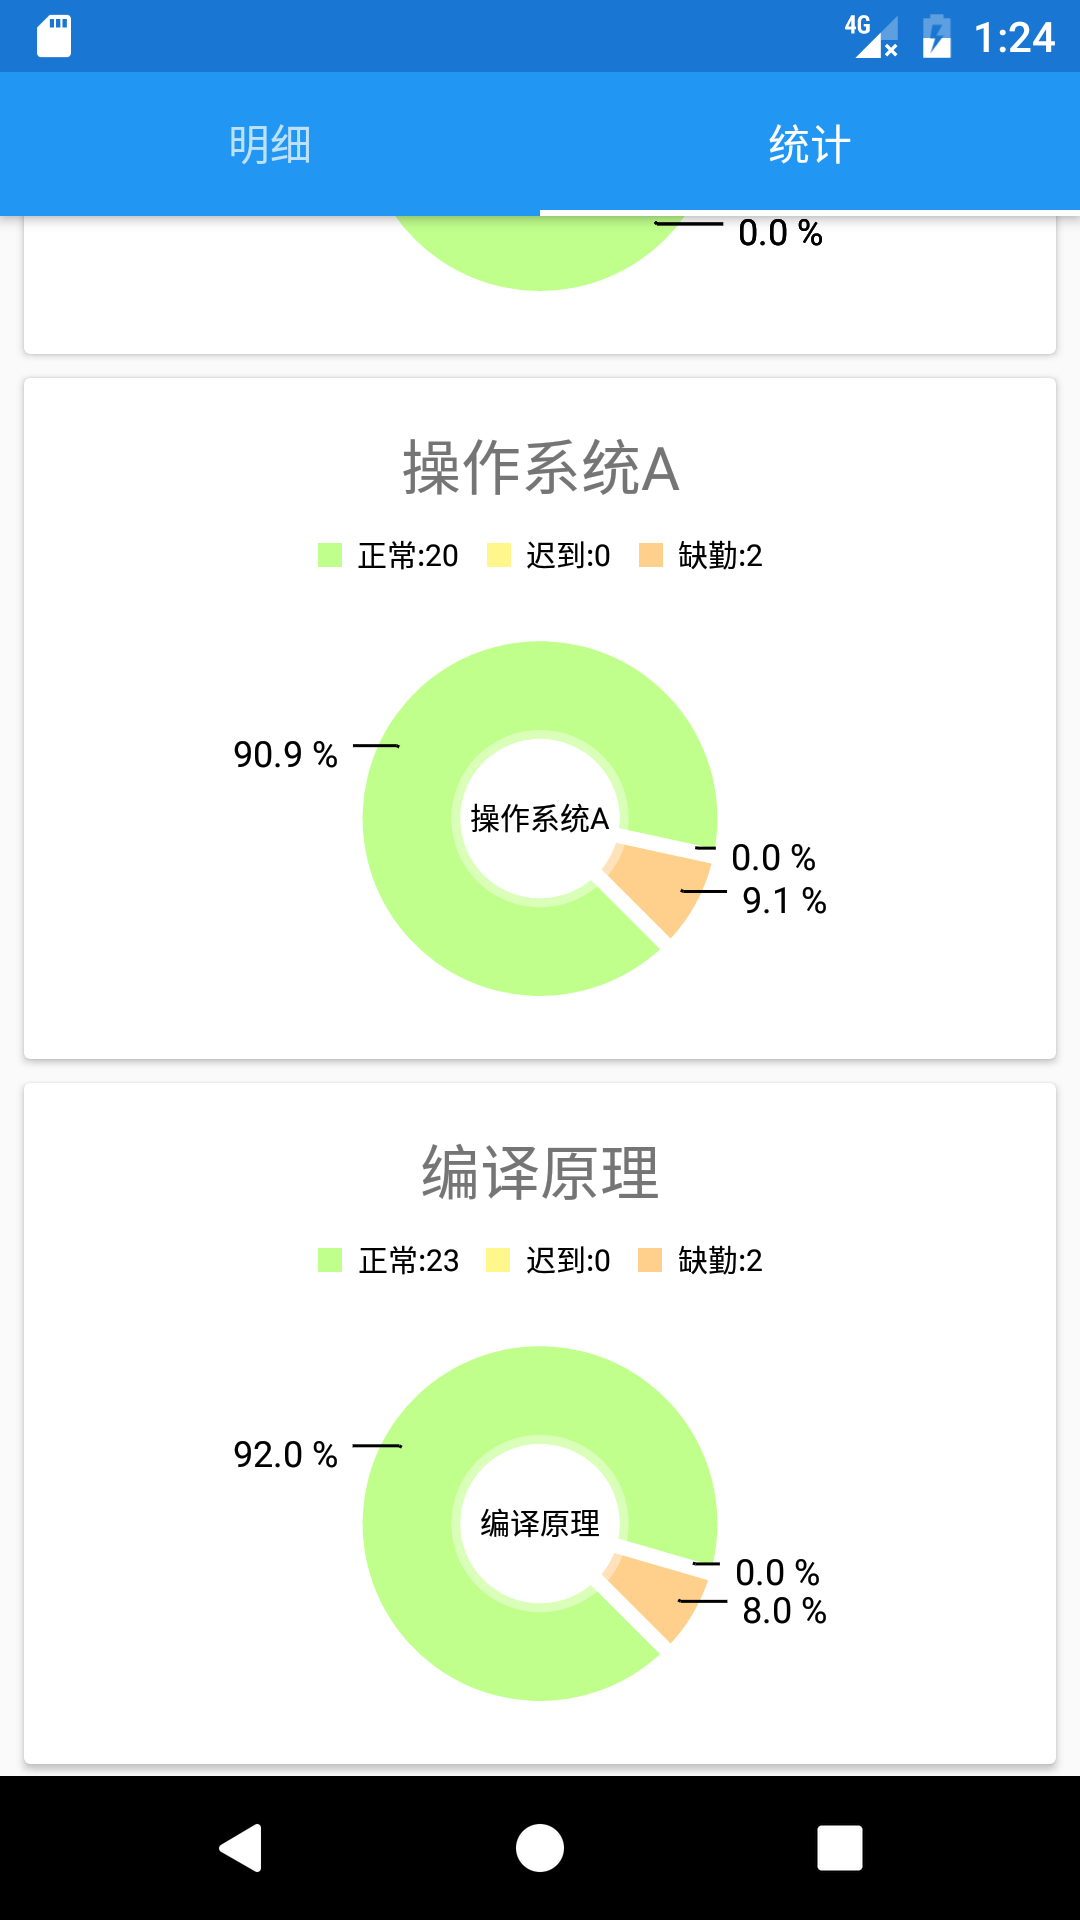 4G 1:24
明细 统计
0.0 %
操作系统A
正常:20 迟到:0 缺勤:2
90.9 %
操作系统A
0.0 %
9.1 %
编译原理
正常:23 迟到:0 缺勤:2
92.0 %
编译原理
0.0 %
8.0 %